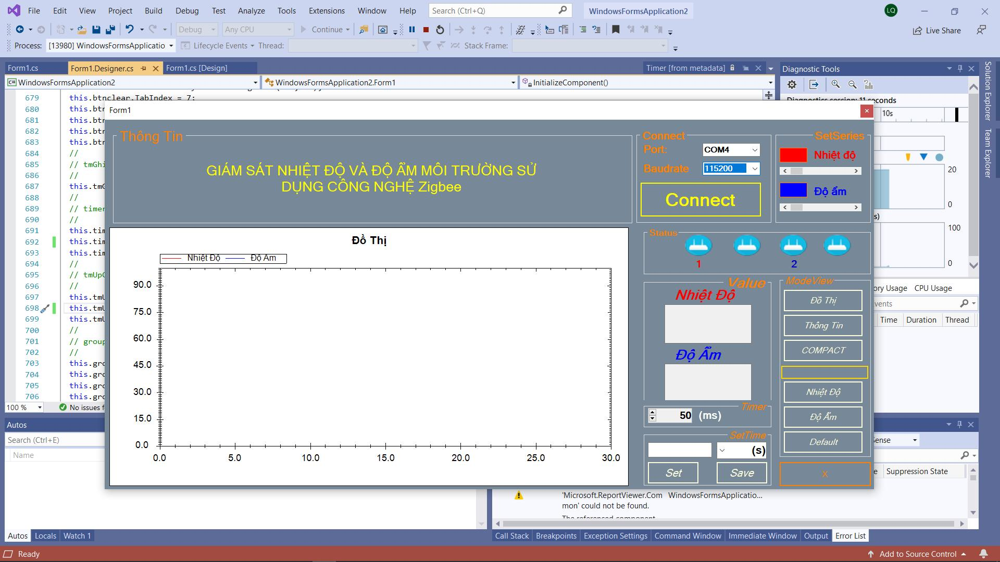 File Edit View Project Build Debug Test Analyze Tools Extensions Window Help Search (Ctrl+Q) WindowsFormsApplication2 LQ
Debug Any CPU Continue Live Share
Process: [13980] WindowsFormsApplicatio Lifecycle Events Thread: Stack Frame:
Form1.cs Form1.Designer.cs Form1.cs [Design] Timer [from metadata] Diagnostic Tools
C# WindowsFormsApplication2 WindowsFormsApplication2.Form1 InitializeComponent()
Solution Explorer
Team Explorer
679 this.btnclear.TabIndex = 7;
680 this.btn
681 this.btn
682 this.btn
683 this.btn
684 //
685 // tmGhi
686 //
687 this.tmG
688 //
689 // timer
690 //
691 this.tim
692 this.tim
693 this.tim
694 //
695 // tmUp
696 //
697 this.tmU
698 this.tmU
699 this.tmU
700 //
701 // group
702 //
703 this.gro
704 this.gro
705 this.gro
706 this.gro
100 % No issues f
Diagnostics session: 11 seconds
10s
20
0
s)
100
0
ory Usage CPU Usage
vents
Time Duration Thread
Form1
Thông Tin
GIÁM SÁT NHIỆT ĐỘ VÀ ĐỘ ẨM MÔI TRƯỜNG SỬ
DỤNG CÔNG NGHỆ Zigbee
Connect
Port: COM4
Baudrate 115200
Connect
SetSeries
Nhiệt độ
Độ ẩm
Đồ Thị
Nhiệt Độ Độ Am
90.0
75.0
60.0
45.0
30.0
15.0
0.0
0.0 5.0 10.0 15.0 20.0 25.0 30.0
Status
1 2
Value
Nhiệt Độ
Độ Ẩm
Timer
50 (ms)
SetTime
(s)
Set Save
ModeView
Đồ Thị
Thông Tin
COMPACT
Nhiệt Độ
Độ Ẩm
Default
X
Autos
Search (Ctrl+E)
Name
Autos Locals Watch 1
Sense
e Suppression State
'Microsoft.ReportViewer.Com WindowsFormsApplicatio...
mon' could not be found.
The referenced component
Call Stack Breakpoints Exception Settings Command Window Immediate Window Output Error List
Ready Add to Source Control